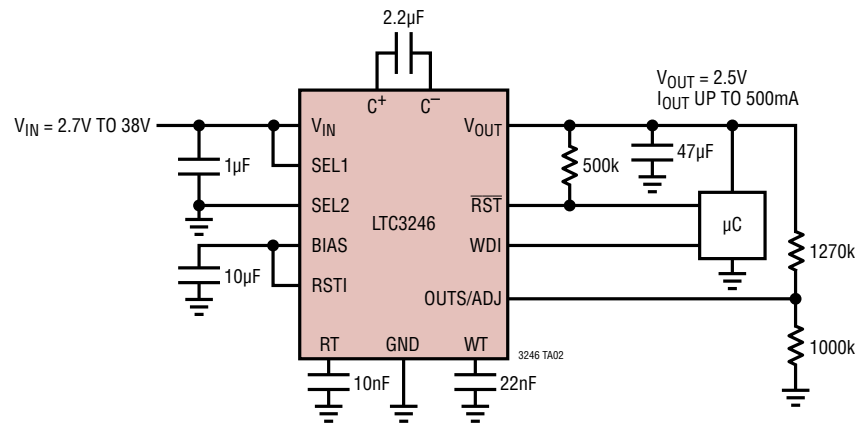 2.2µF
C+ C–
VIN = 2.7V TO 38V
VOUT = 2.5V
IOUT UP TO 500mA
VIN
VOUT
1µF
SEL1
500k
47µF
SEL2
RST
LTC3246
µC
BIAS
WDI
1270k
10µF
RSTI
OUTS/ADJ
RT GND WT
3246 TA02
1000k
10nF
22nF